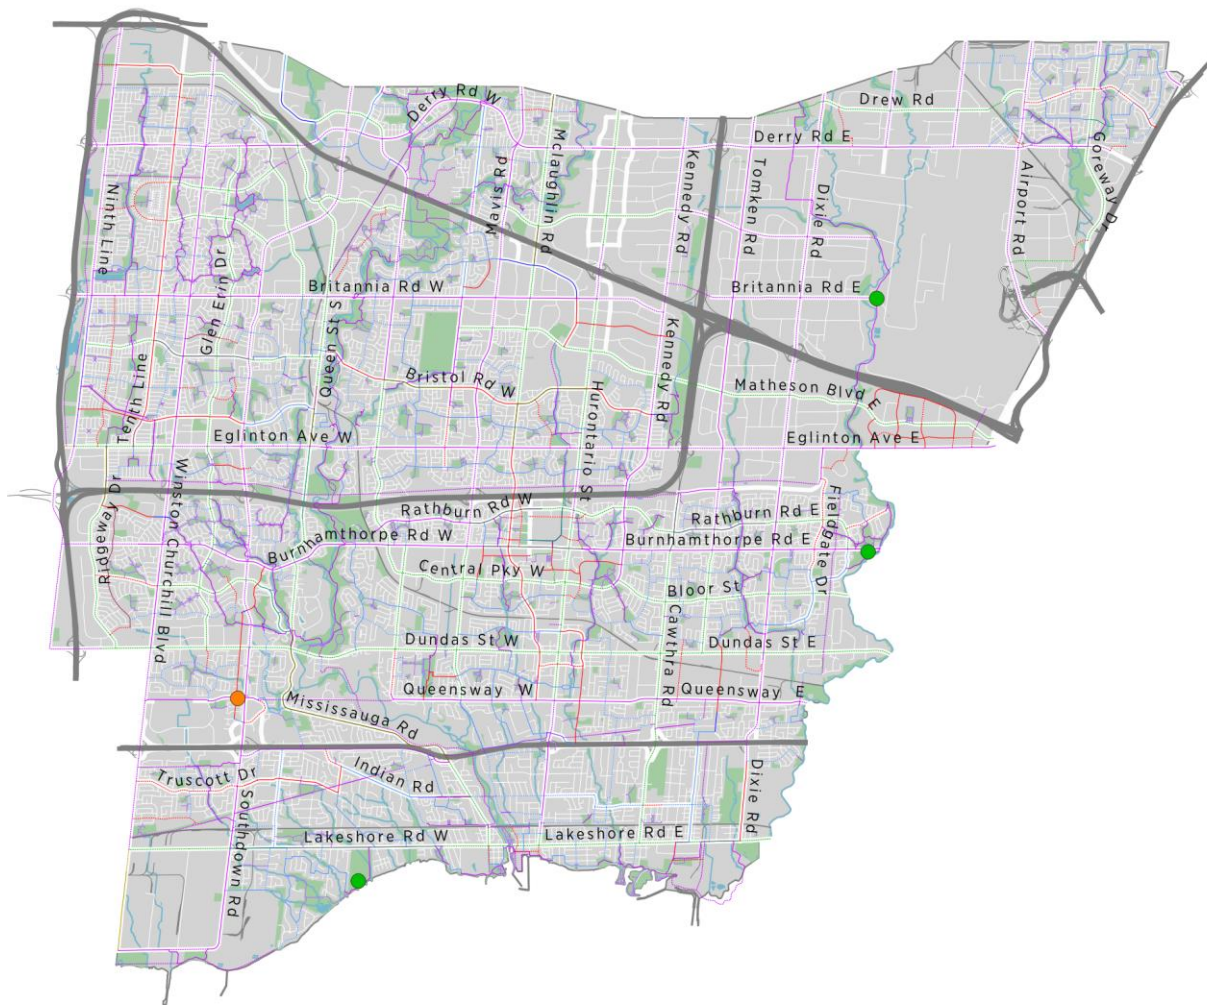 Drew Rd
Derry Rd W
Derry Rd E
Mclaughlin Rd
Mavis Rd
Kennedy Rd
Tomken Rd
Dixie Rd
Airport Rd
Goreway Dr
Ninth Line
Glen Erin Dr
Britannia Rd W
Britannia Rd E
Queen St S
Kennedy Rd
Tenth Line
Bristol Rd W
Hurontario St
Matheson Blvd E
Eglinton Ave W
Eglinton Ave E
Winston Churchill Blvd
Ridgeway Dr
Rathburn Rd W
Rathburn Rd E
Fieldgate Dr
Burnhamthorpe Rd W
Burnhamthorpe Rd E
Central Pky W
Bloor St
Cawthra Rd
Dundas St W
Dundas St E
Queensway W
Queensway E
Mississauga Rd
Truscott Dr
Indian Rd
Dixie Rd
Southdown Rd
Lakeshore Rd W
Lakeshore Rd E